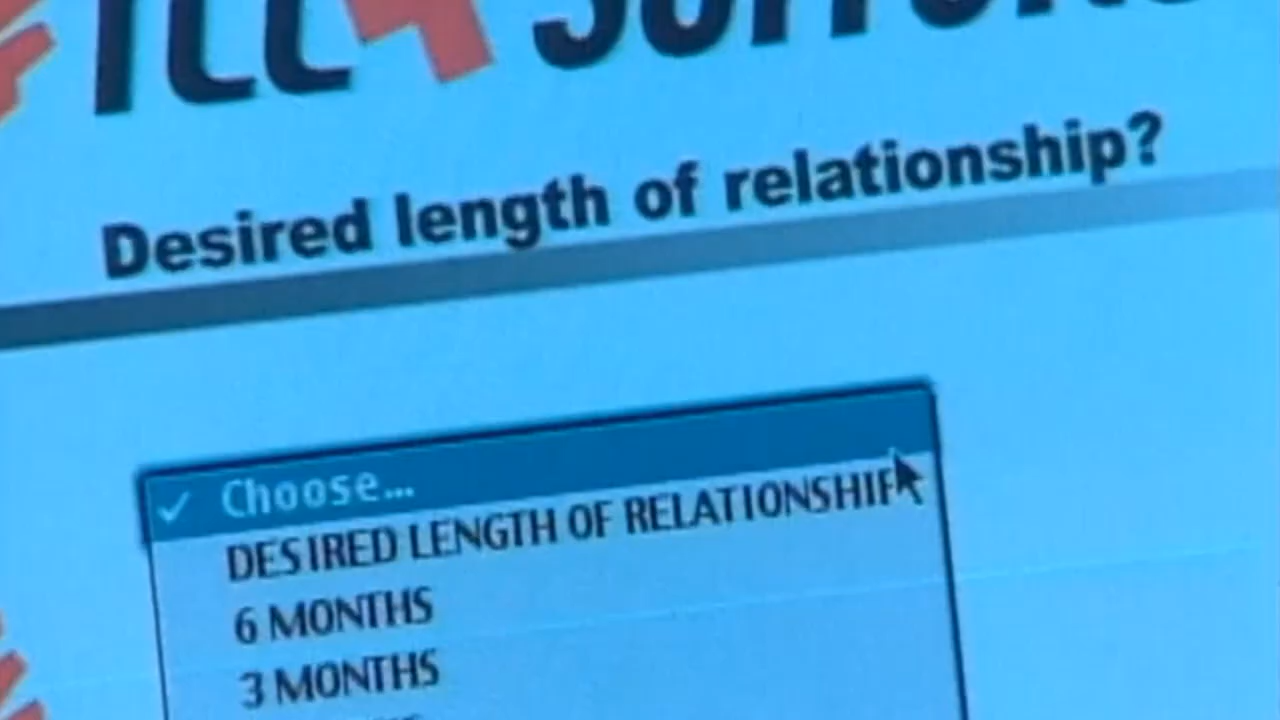 Desired length of relationship?
✓ Choose...
DESIRED LENGTH OF RELATIONSHIP
6 MONTHS
3 MONTHS